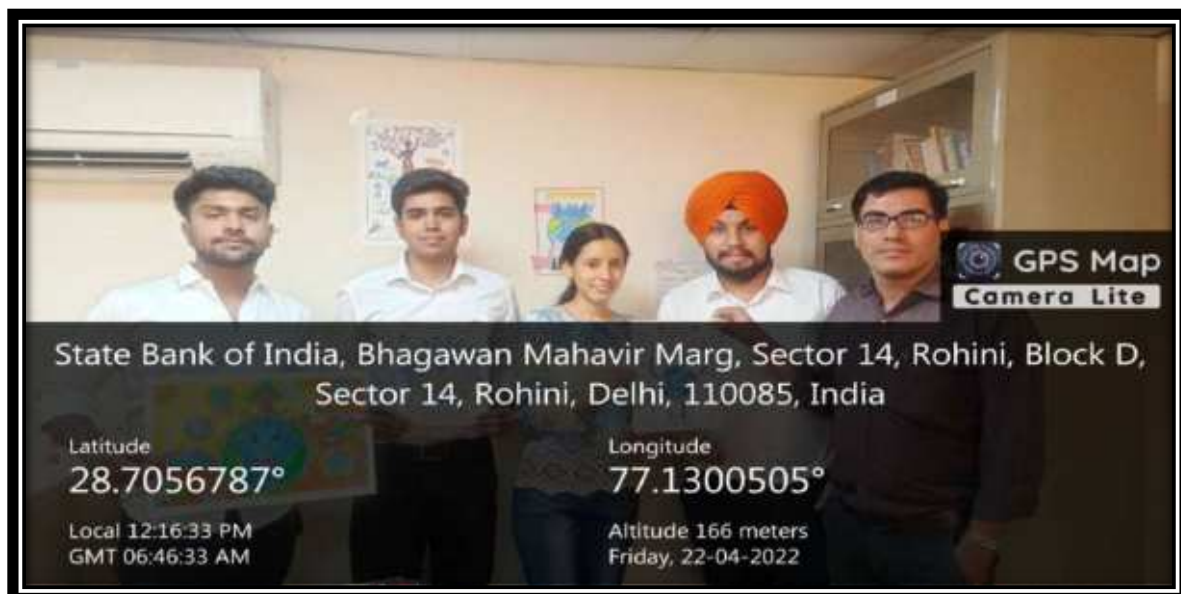 GPS Map
Camera Lite
State Bank of India, Bhagawan Mahavir Marg, Sector 14, Rohini, Block D,
Sector 14, Rohini, Delhi, 110085, India
Latitude
28.7056787°
Longitude
77.1300505°
Local 12:16:33 PM
GMT 06:46:33 AM
Altitude 166 meters
Friday, 22-04-2022